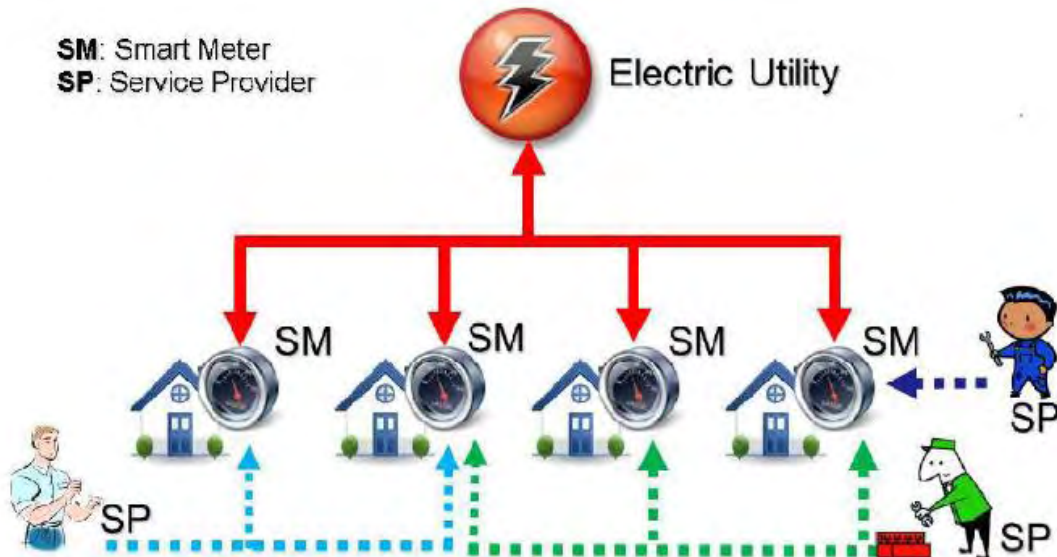 SM: Smart Meter
SP: Service Provider
Electric Utility
SM
SM
SM
SM
SP
SP
SP